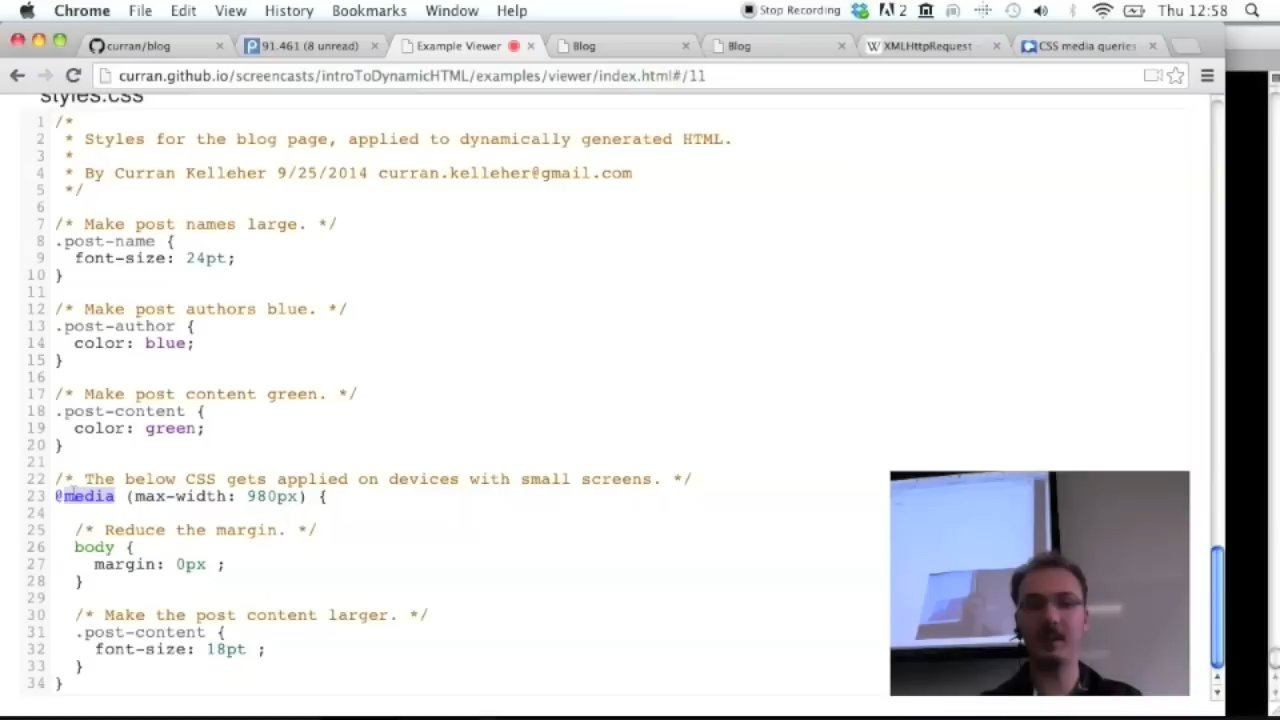 Chrome File Edit View History Bookmarks Window Help Stop Recording 2 Thu 12:58
curran/blog 91.461 (8 unread) Example Viewer Blog Blog XMLHttpRequest CSS media queries
curran.github.io/screencasts/introToDynamicHTML/examples/viewer/index.html#/11
styles.css
1 /*
2  * Styles for the blog page, applied to dynamically generated HTML.
3  *
4  * By Curran Kelleher 9/25/2014 curran.kelleher@gmail.com
5  */
6
7 /* Make post names large. */
8 .post-name {
9   font-size: 24pt;
10 }
11
12 /* Make post authors blue. */
13 .post-author {
14   color: blue;
15 }
16
17 /* Make post content green. */
18 .post-content {
19   color: green;
20 }
21
22 /* The below CSS gets applied on devices with small screens. */
23 @media (max-width: 980px) {
24
25   /* Reduce the margin. */
26   body {
27     margin: 0px ;
28   }
29
30   /* Make the post content larger. */
31   .post-content {
32     font-size: 18pt ;
33   }
34 }